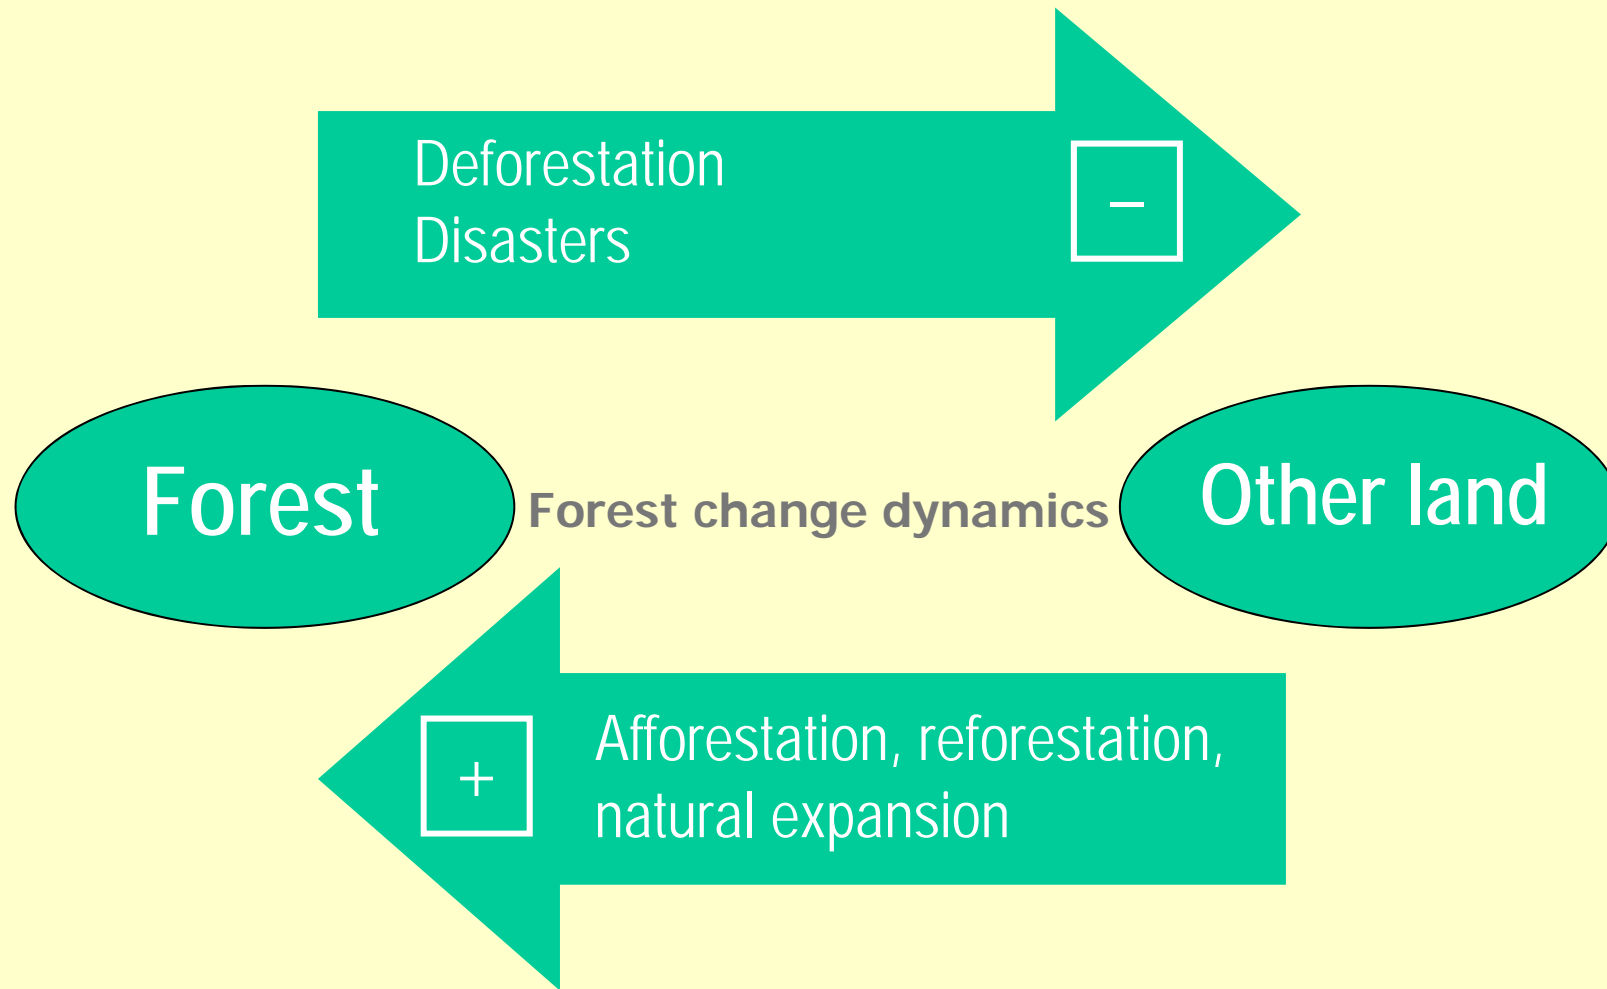 Deforestation
Disasters
–
Forest
Forest change dynamics
Other land
+
Afforestation, reforestation,
natural expansion